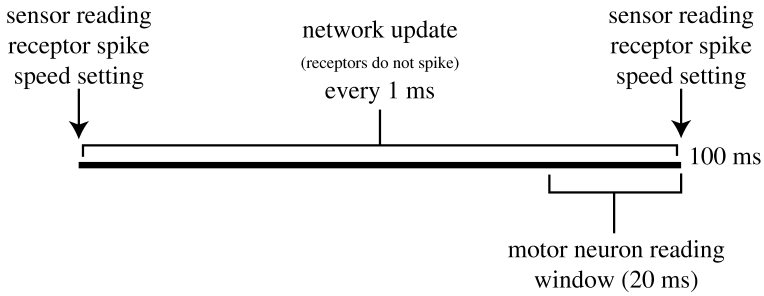 sensor reading
receptor spike
speed setting
network update
(receptors do not spike)
every 1 ms
sensor reading
receptor spike
speed setting
100 ms
motor neuron reading
window (20 ms)